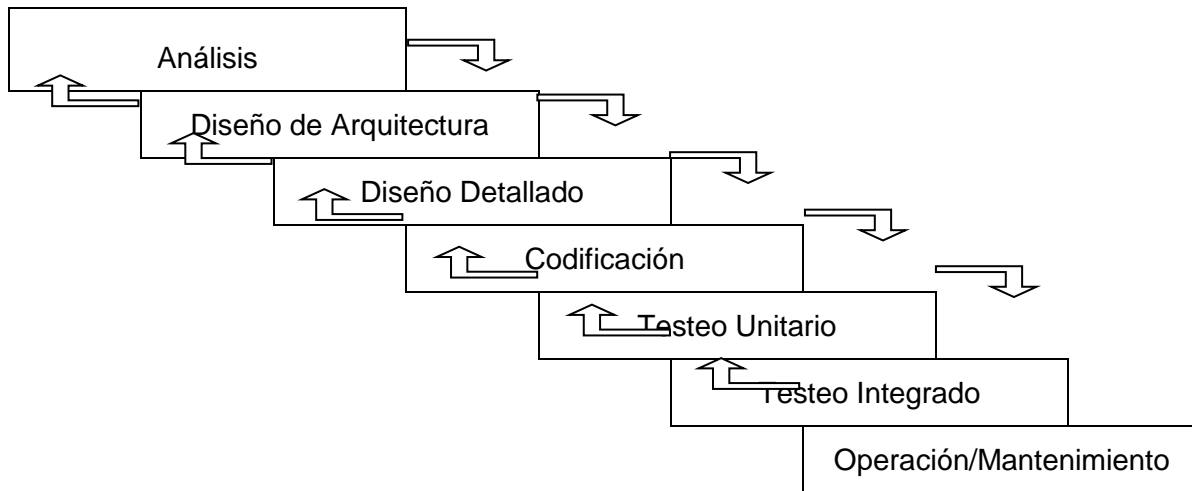 Análisis
Diseño de Arquitectura
Diseño Detallado
Codificación
Testeo Unitario
Testeo Integrado
Operación/Mantenimiento